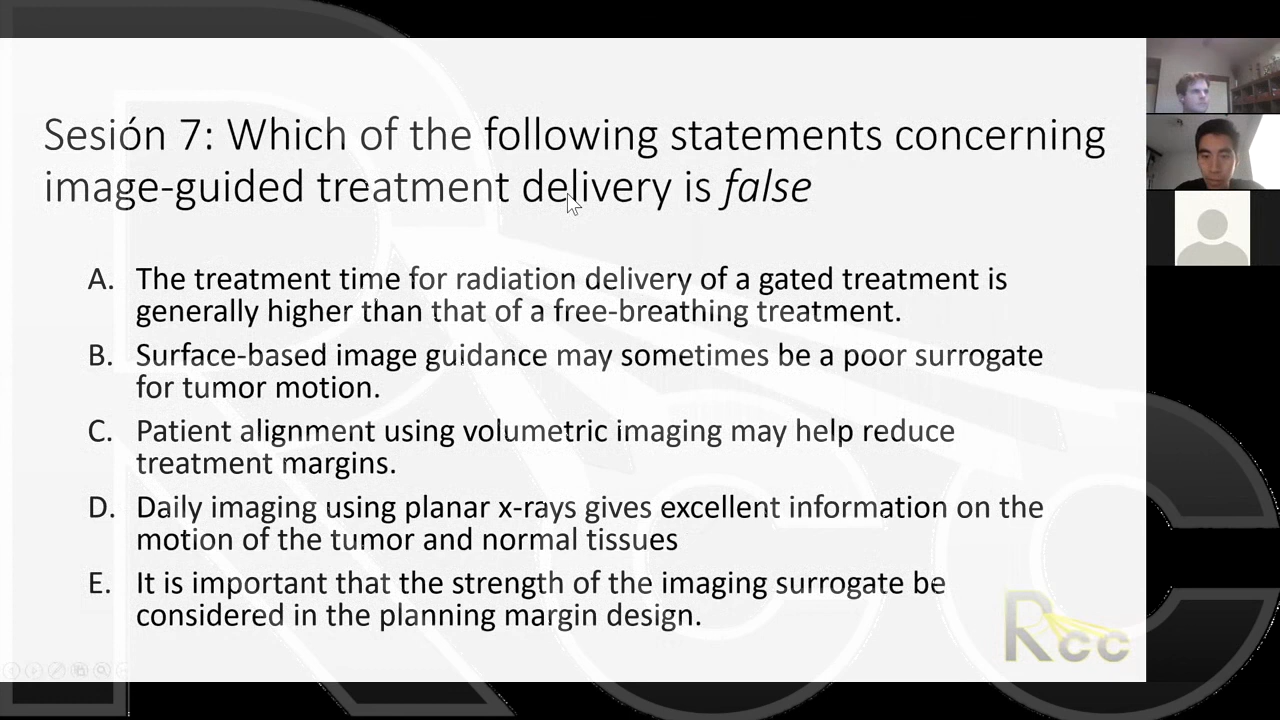 Sesión 7: Which of the following statements concerning
image-guided treatment delivery is false
A. The treatment time for radiation delivery of a gated treatment is
generally higher than that of a free-breathing treatment.
B. Surface-based image guidance may sometimes be a poor surrogate
for tumor motion.
C. Patient alignment using volumetric imaging may help reduce
treatment margins.
D. Daily imaging using planar x-rays gives excellent information on the
motion of the tumor and normal tissues
E. It is important that the strength of the imaging surrogate be
considered in the planning margin design.
Rcc